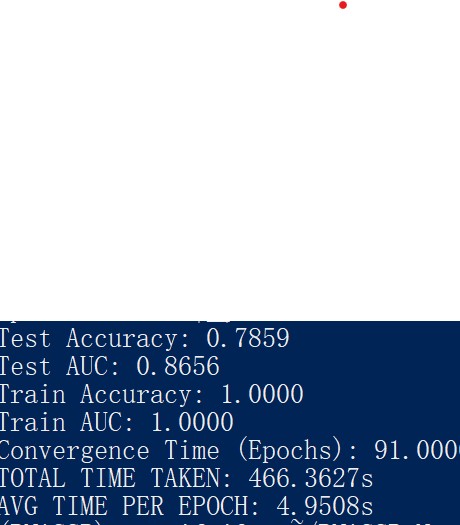 Test Accuracy: 0.7859
Test AUC: 0.8656
Train Accuracy: 1.0000
Train AUC: 1.0000
Convergence Time (Epochs): 91.000
TOTAL TIME TAKEN: 466.3627s
AVG TIME PER EPOCH: 4.9508s